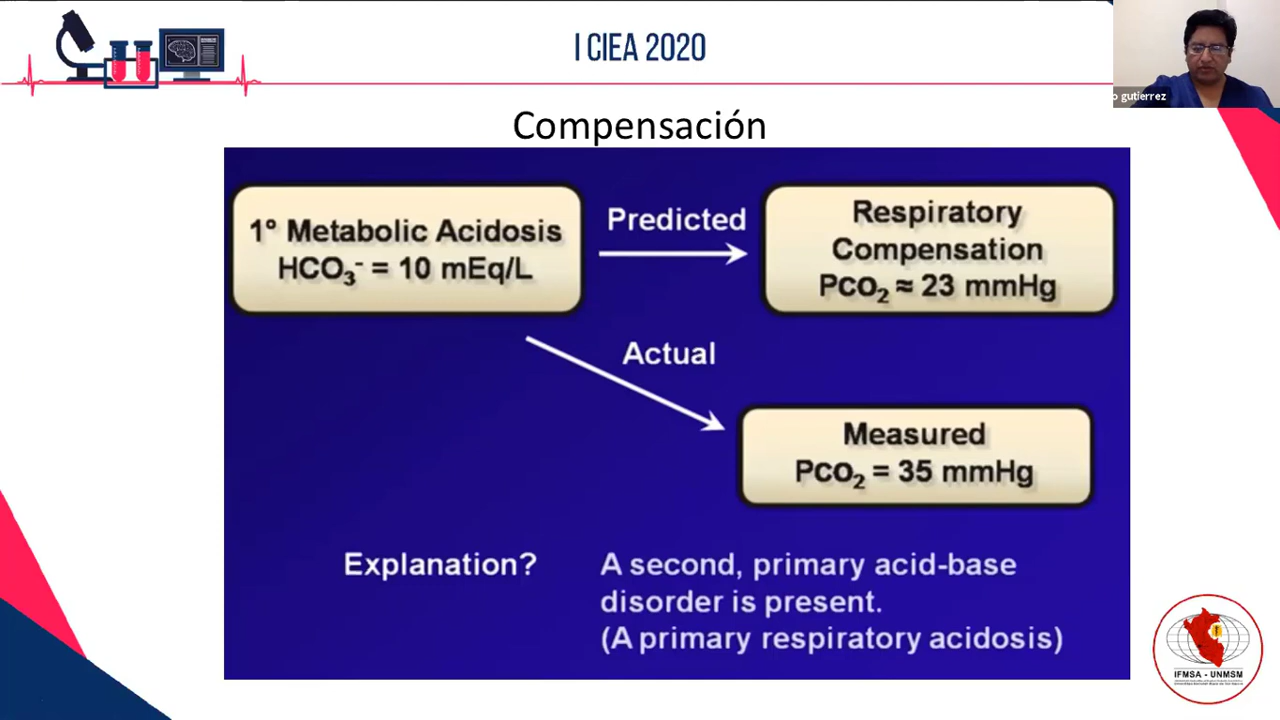 I CIEA 2020
o gutierrez
Compensación
1° Metabolic Acidosis
HCO₃⁻ = 10 mEq/L
Predicted
Respiratory
Compensation
PCO₂ ≈ 23 mmHg
Actual
Measured
PCO₂ = 35 mmHg
Explanation?
A second, primary acid-base
disorder is present.
(A primary respiratory acidosis)
IFMSA - UNMSM